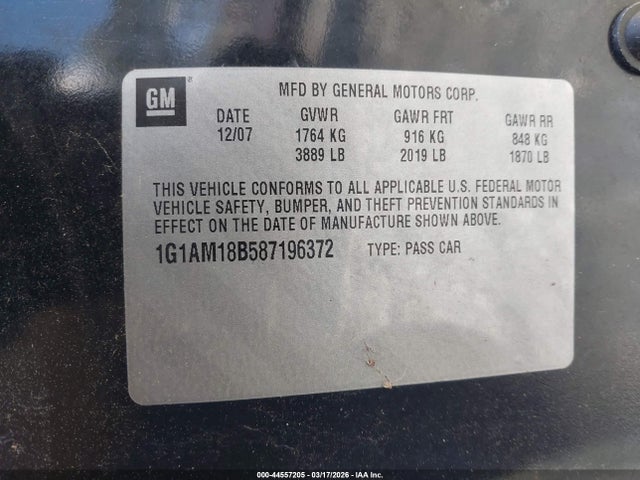 GM®
MFD BY GENERAL MOTORS CORP.
DATE GVWR GAWR FRT GAWR RR
12/07 1764 KG 916 KG 848 KG
3889 LB 2019 LB 1870 LB
THIS VEHICLE CONFORMS TO ALL APPLICABLE U.S. FEDERAL MOTOR
VEHICLE SAFETY, BUMPER, AND THEFT PREVENTION STANDARDS IN
EFFECT ON THE DATE OF MANUFACTURE SHOWN ABOVE.
1G1AM18B587196372 TYPE: PASS CAR
000-44557205 - 03/17/2026 - IAA Inc.